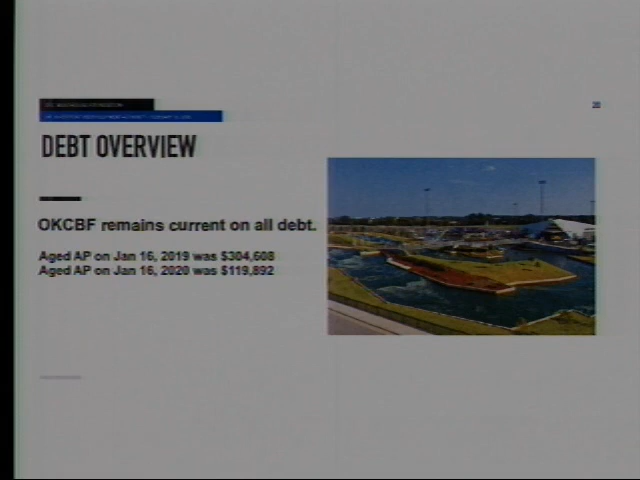 20
DEBT OVERVIEW
OKCBF remains current on all debt.
Aged AP on Jan 16, 2019 was $304,608
Aged AP on Jan 16, 2020 was $119,892